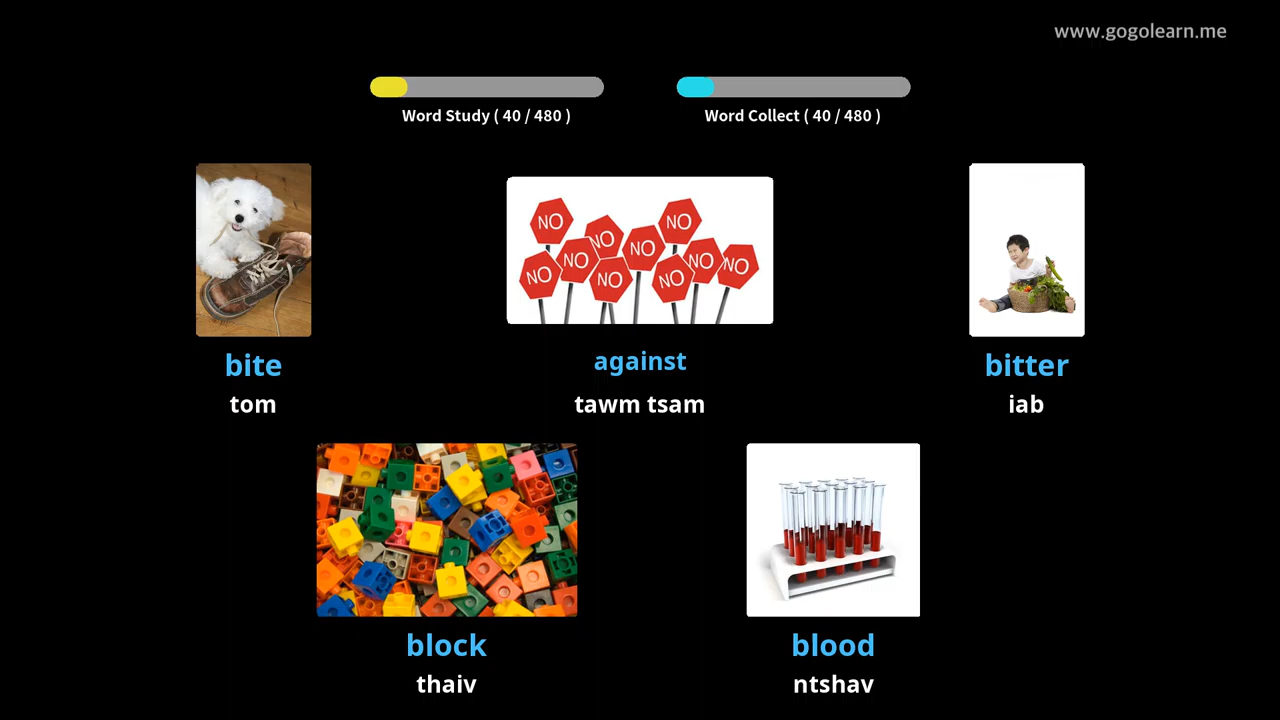 www.gogolearn.me
Word Study ( 40 / 480 )
Word Collect ( 40 / 480 )
NO NO NO NO NO NO NO NO NO NO
bite
tom
against
tawm tsam
bitter
iab
block
thaiv
blood
ntshav